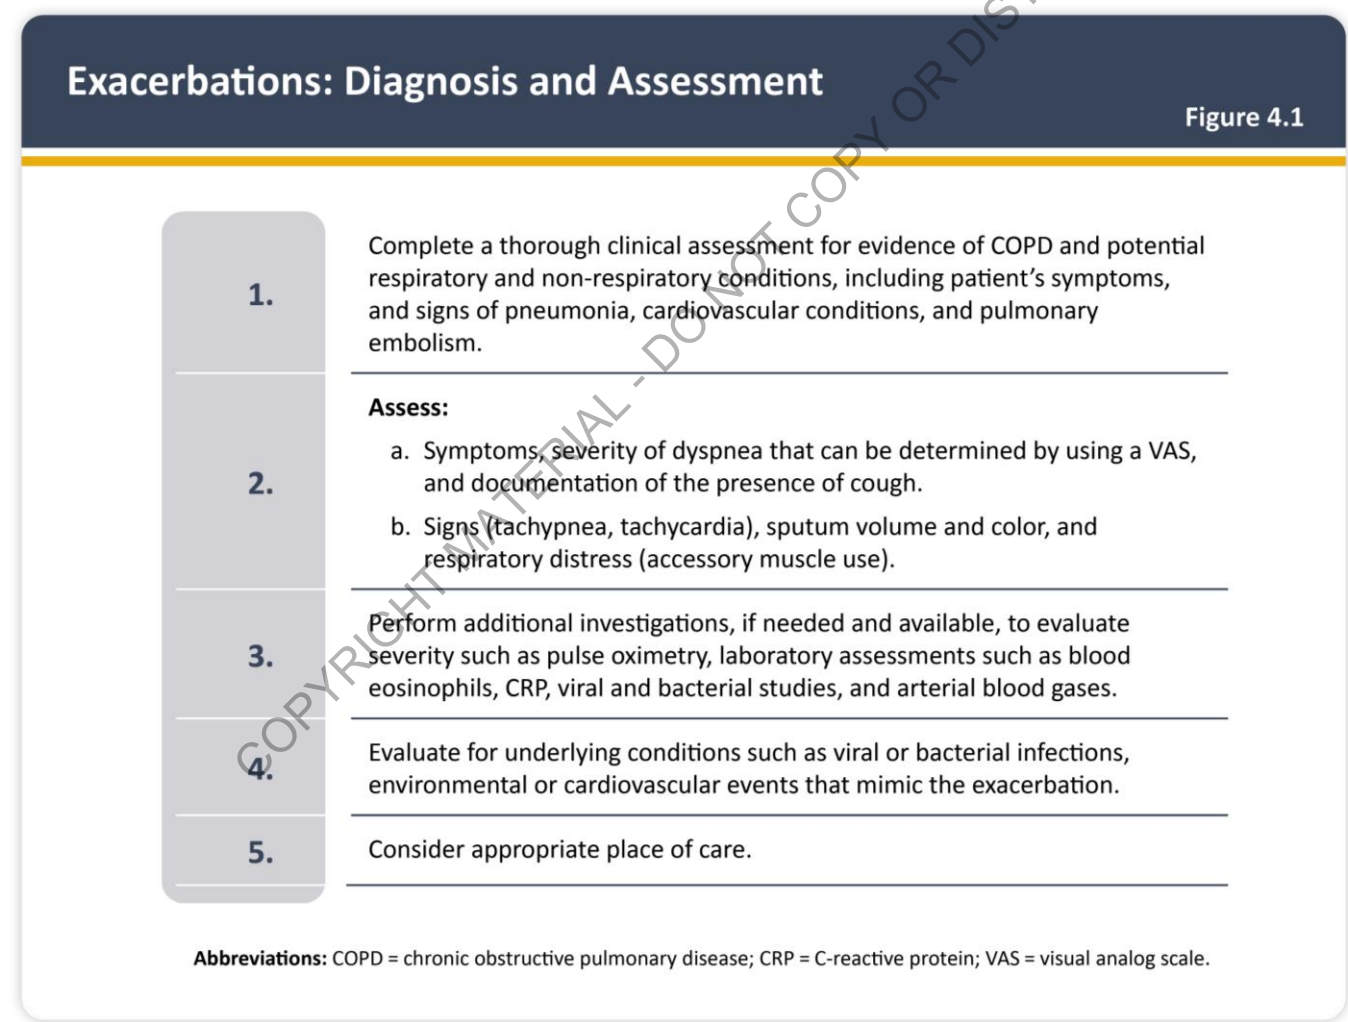 Exacerbations: Diagnosis and Assessment
Figure 4.1
1.
Complete a thorough clinical assessment for evidence of COPD and potential
respiratory and non-respiratory conditions, including patient’s symptoms,
and signs of pneumonia, cardiovascular conditions, and pulmonary
embolism.
2.
Assess:
a. Symptoms, severity of dyspnea that can be determined by using a VAS,
and documentation of the presence of cough.
b. Signs (tachypnea, tachycardia), sputum volume and color, and
respiratory distress (accessory muscle use).
3.
Perform additional investigations, if needed and available, to evaluate
severity such as pulse oximetry, laboratory assessments such as blood
eosinophils, CRP, viral and bacterial studies, and arterial blood gases.
4.
Evaluate for underlying conditions such as viral or bacterial infections,
environmental or cardiovascular events that mimic the exacerbation.
5.
Consider appropriate place of care.
Abbreviations: COPD = chronic obstructive pulmonary disease; CRP = C-reactive protein; VAS = visual analog scale.
COPYRIGHT MATERIAL - DO NOT COPY OR